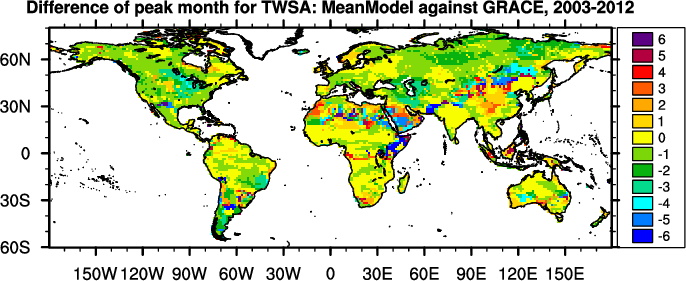 Difference of peak month for TWSA: MeanModel against GRACE, 2003-2012
60N
30N
0
30S
60S
150W 120W 90W 60W 30W 0 30E 60E 90E 120E 150E
6
5
4
3
2
1
0
-1
-2
-3
-4
-5
-6